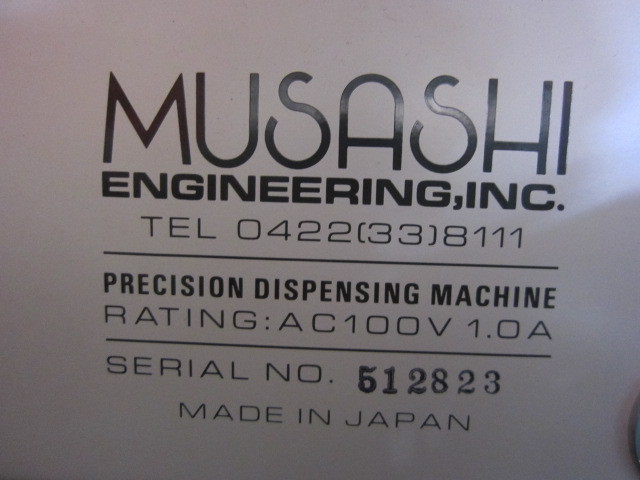 MUSASHI
ENGINEERING,INC.
TEL 0422(33)8111
PRECISION DISPENSING MACHINE
RATING:AC100V 1.0A
SERIAL NO. 512823
MADE IN JAPAN